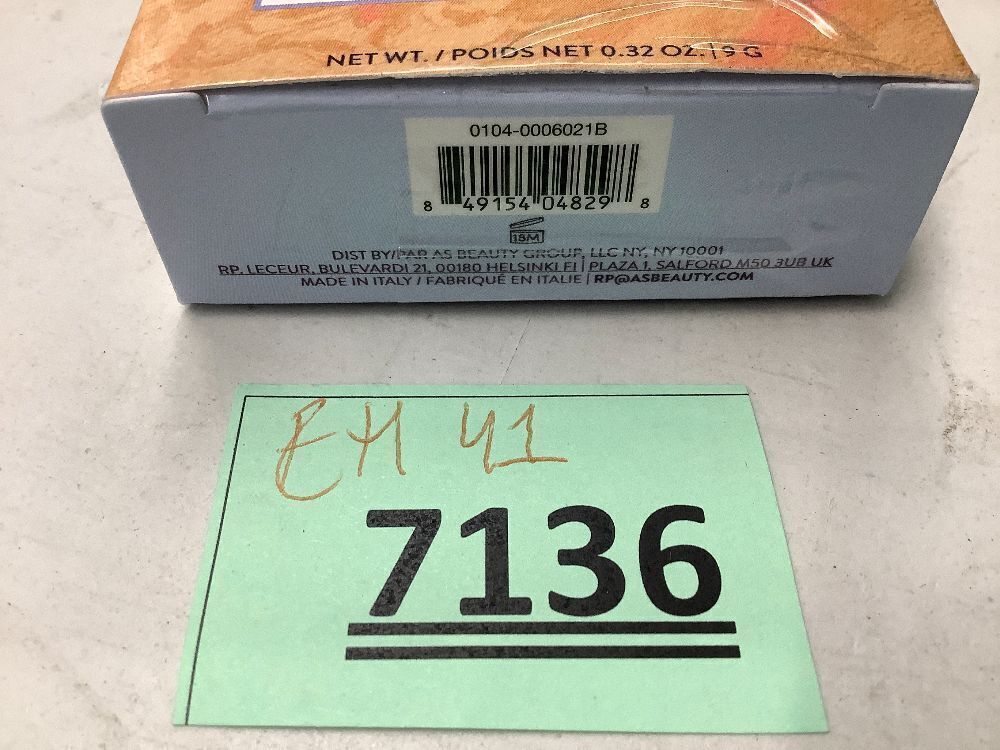 NET WT. / POIDS NET 0.32 OZ. | 9 G
0104-0006021B
8 49154 04829 8
18M
DIST BY/PAR AS BEAUTY GROUP, LLC NY, NY 10001
RP. LECEUR, BULEVARDI 21, 00180 HELSINKI FI | PLAZA 1, SALFORD M50 3UB UK
MADE IN ITALY / FABRIQUÉ EN ITALIE | RP@ASBEAUTY.COM
EH 41
7136